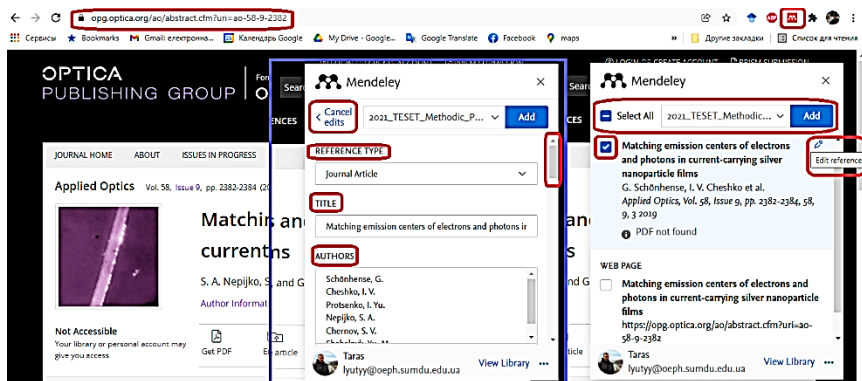 opg.optica.org/ao/abstract.cfm?uri=ao-58-9-2382
Сервисы
Bookmarks
Gmail: електронна...
Календарь Google
My Drive - Google...
Google Translate
Facebook
maps
»
Другие закладки
Список для чтения
OPTICA
PUBLISHING GROUP
JOURNAL HOME
ABOUT
ISSUES IN PROGRESS
Applied Optics
Vol. 58, Issue 9, pp. 2382-2384 (20
Matchin
currentns
S. A. Nepijko, S.
Author Informat
Not Accessible
Your library or personal account may
give you access
Get PDF
article
Sear
NCES
Mendeley
×
< Cancel
edits
2021_TESET_Methodic_P...
Add
REFERENCE TYPE
Journal Article
TITLE
Matching emission centers of electrons and photons ir
AUTHORS
Schönhense, G.
Cheshko, I. V.
Protsenko, I. Yu.
Nepijko, S. A.
Chernov, S. V.
Taras
lyutyy@oeph.sumdu.edu.ua
View Library
...
Sear
CES
and G
ticle
Mendeley
×
Select All
2021_TESET_Methodic...
Add
Matching emission centers of electrons
and photons in current-carrying silver
nanoparticle films
G. Schönhense, I. V. Cheshko et al.
Applied Optics, Vol. 58, Issue 9, pp. 2382-2384, 58,
9, 3 2019
PDF not found
Edit reference
WEB PAGE
Matching emission centers of electrons and
photons in current-carrying silver nanoparticle
films
https://opg.optica.org/ao/abstract.cfm?uri=ao-
58-9-2382
Taras
lyutyy@oeph.sumdu.edu.ua
View Library
...